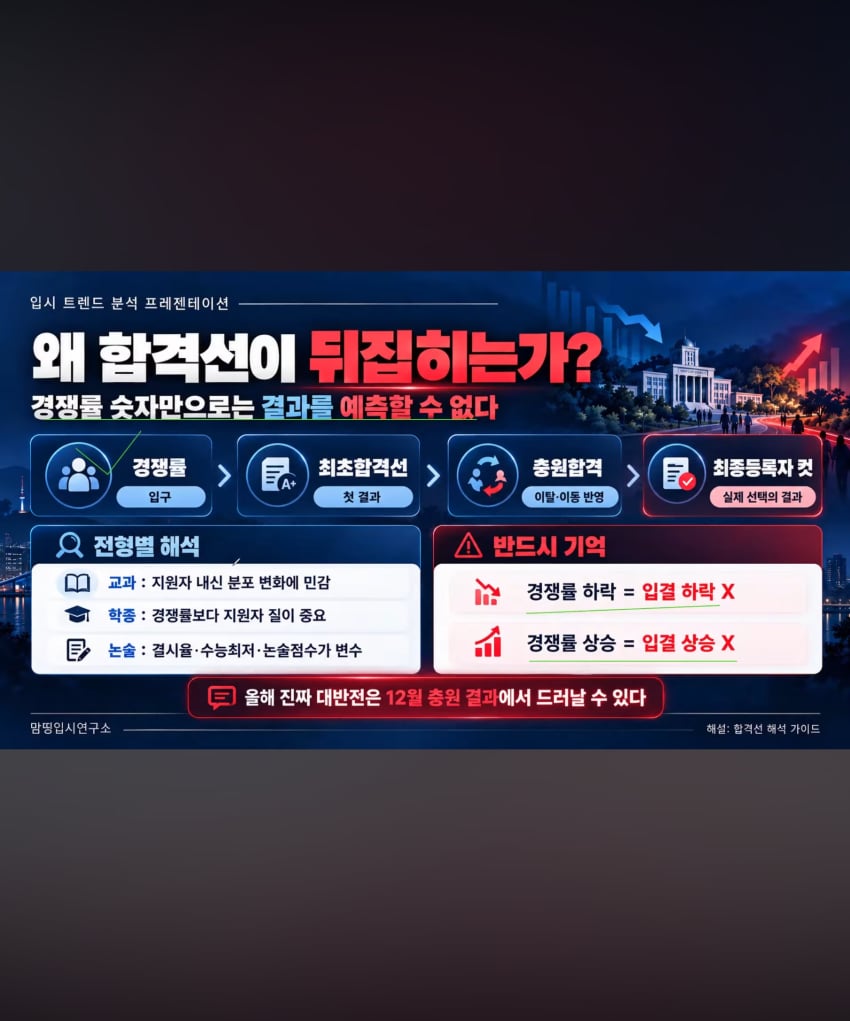 입시 트렌드 분석 프레젠테이션
왜 합격선이 뒤집히는가?
경쟁률 숫자만으로는 결과를 예측할 수 없다
경쟁률
입구
최초합격선
첫 결과
A+
충원합격
이탈·이동 반영
최종등록자 컷
실제 선택의 결과
전형별 해석
교과 : 지원자 내신 분포 변화에 민감
학종 : 경쟁률보다 지원자 질이 중요
논술 : 결시율·수능최저·논술점수가 변수
반드시 기억
경쟁률 하락 = 입결 하락 X
경쟁률 상승 = 입결 상승 X
올해 진짜 대반전은 12월 충원 결과에서 드러날 수 있다
맘띵입시연구소
해설: 합격선 해석 가이드